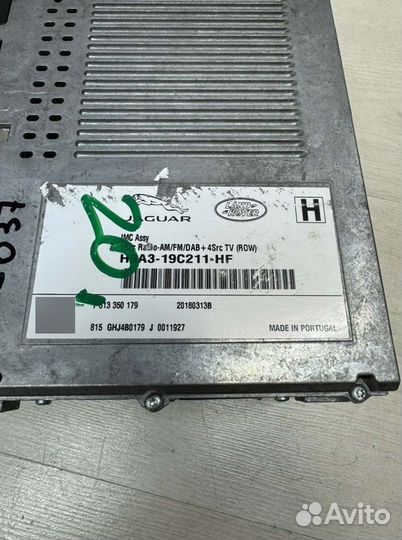 2037
JAGUAR
LAND ROVER
H
IMC Assy
Radio-AM/FM/DAB+4Src TV (ROW)
A3-19C211-HF
613 350 179
20180313B
815 GHJ4B0179 J 0011927
MADE IN PORTUGAL
Avito